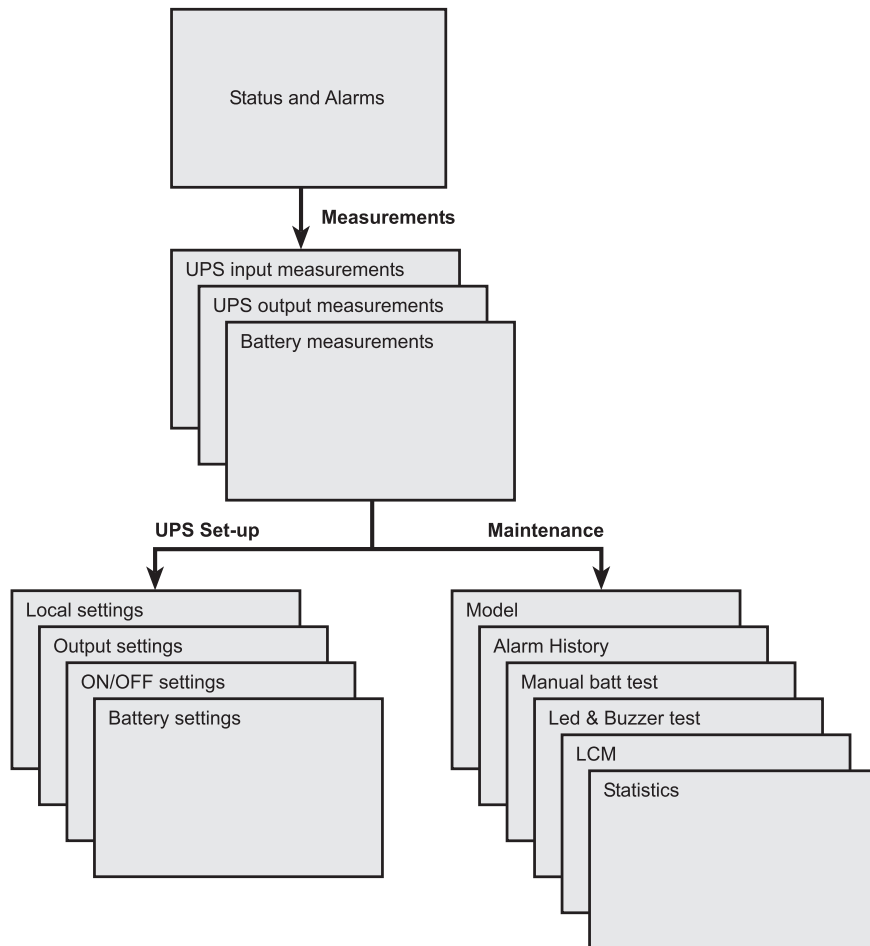 Status and Alarms
Measurements
UPS input measurements
UPS output measurements
Battery measurements
UPS Set-up
Maintenance
Local settings
Output settings
ON/OFF settings
Battery settings
Model
Alarm History
Manual batt test
Led & Buzzer test
LCM
Statistics